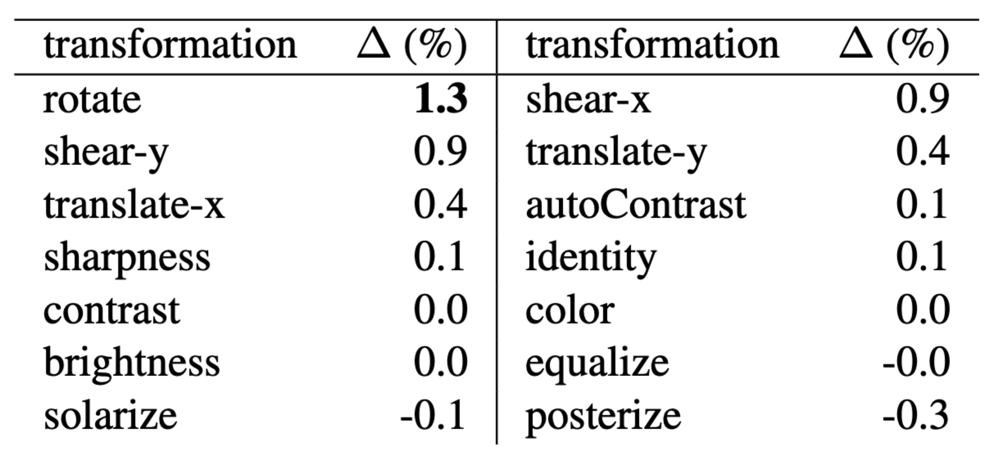 transformation Δ (%) transformation Δ (%)
rotate 1.3 shear-x 0.9
shear-y 0.9 translate-y 0.4
translate-x 0.4 autoContrast 0.1
sharpness 0.1 identity 0.1
contrast 0.0 color 0.0
brightness 0.0 equalize -0.0
solarize -0.1 posterize -0.3